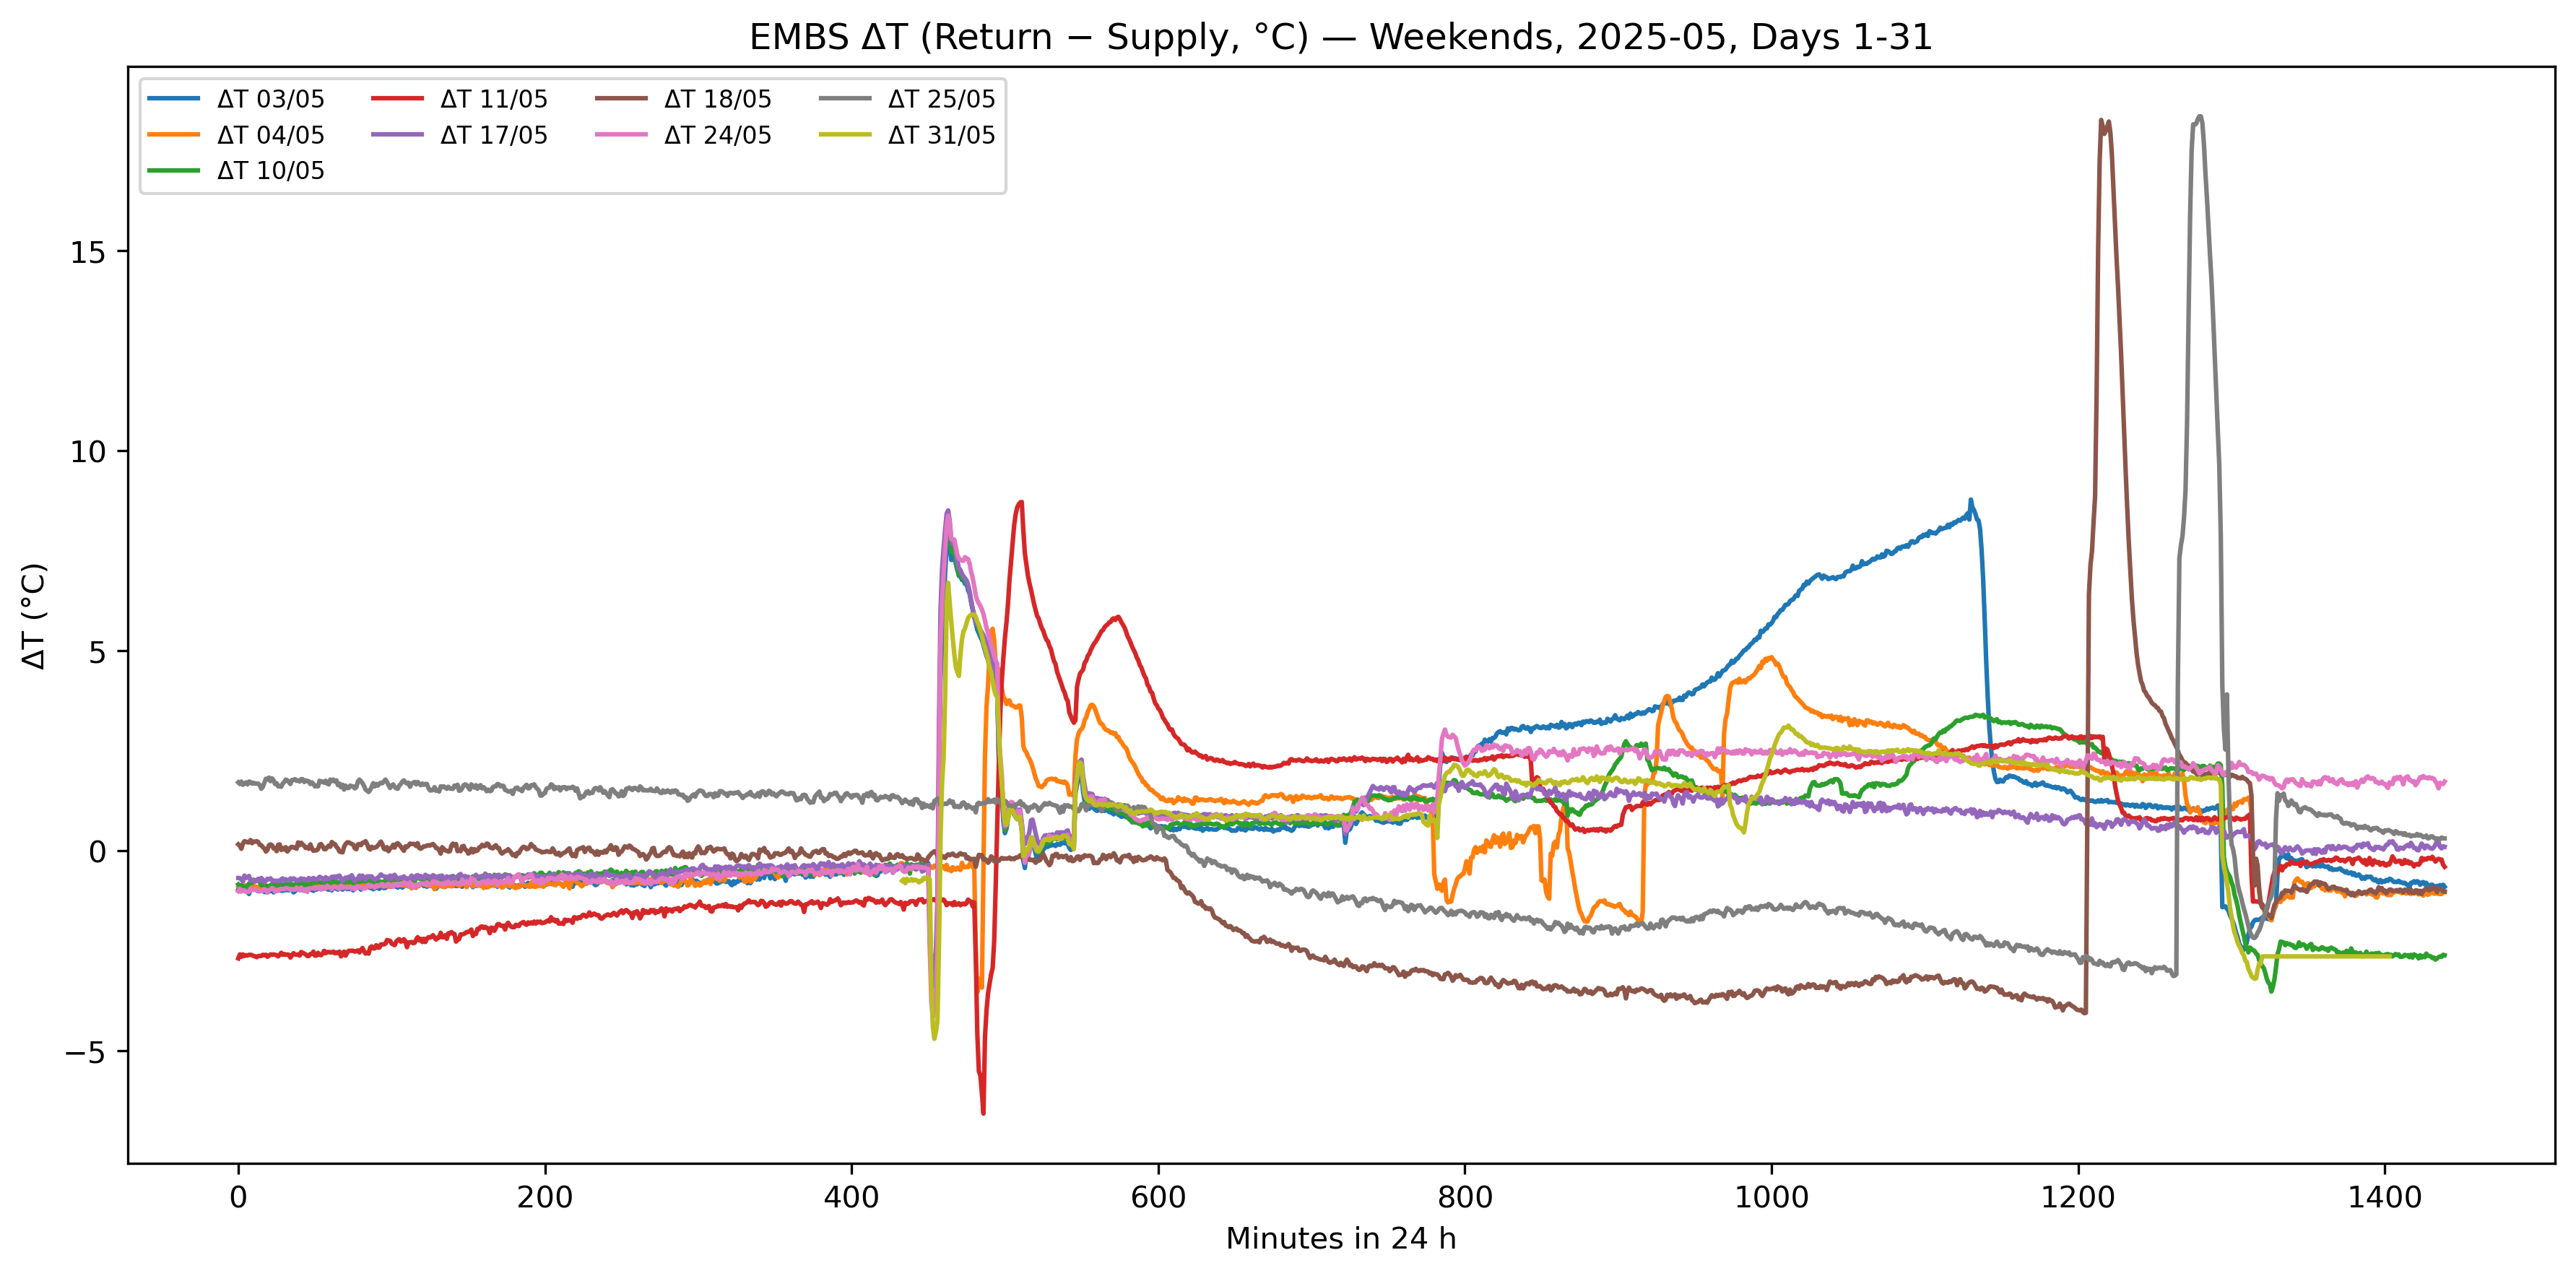 EMBS ΔT (Return − Supply, °C) — Weekends, 2025-05, Days 1-31
ΔT 03/05
ΔT 04/05
ΔT 10/05
ΔT 11/05
ΔT 17/05
ΔT 18/05
ΔT 24/05
ΔT 25/05
ΔT 31/05
ΔT (°C)
15
10
5
0
−5
0 200 400 600 800 1000 1200 1400
Minutes in 24 h